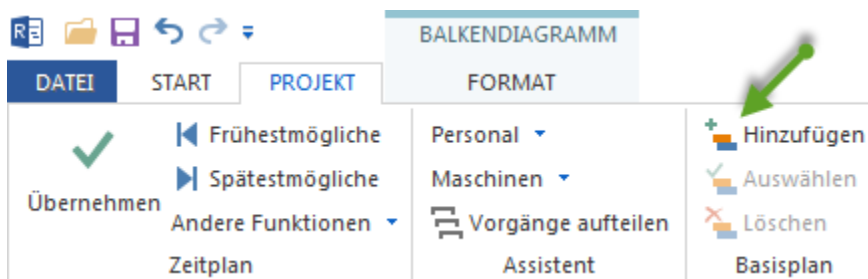 BALKENDIAGRAMM
DATEI START PROJEKT FORMAT
Übernehmen
Frühestmögliche
Spätestmögliche
Andere Funktionen
Zeitplan
Personal
Maschinen
Vorgänge aufteilen
Assistent
Hinzufügen
Auswählen
Löschen
Basisplan